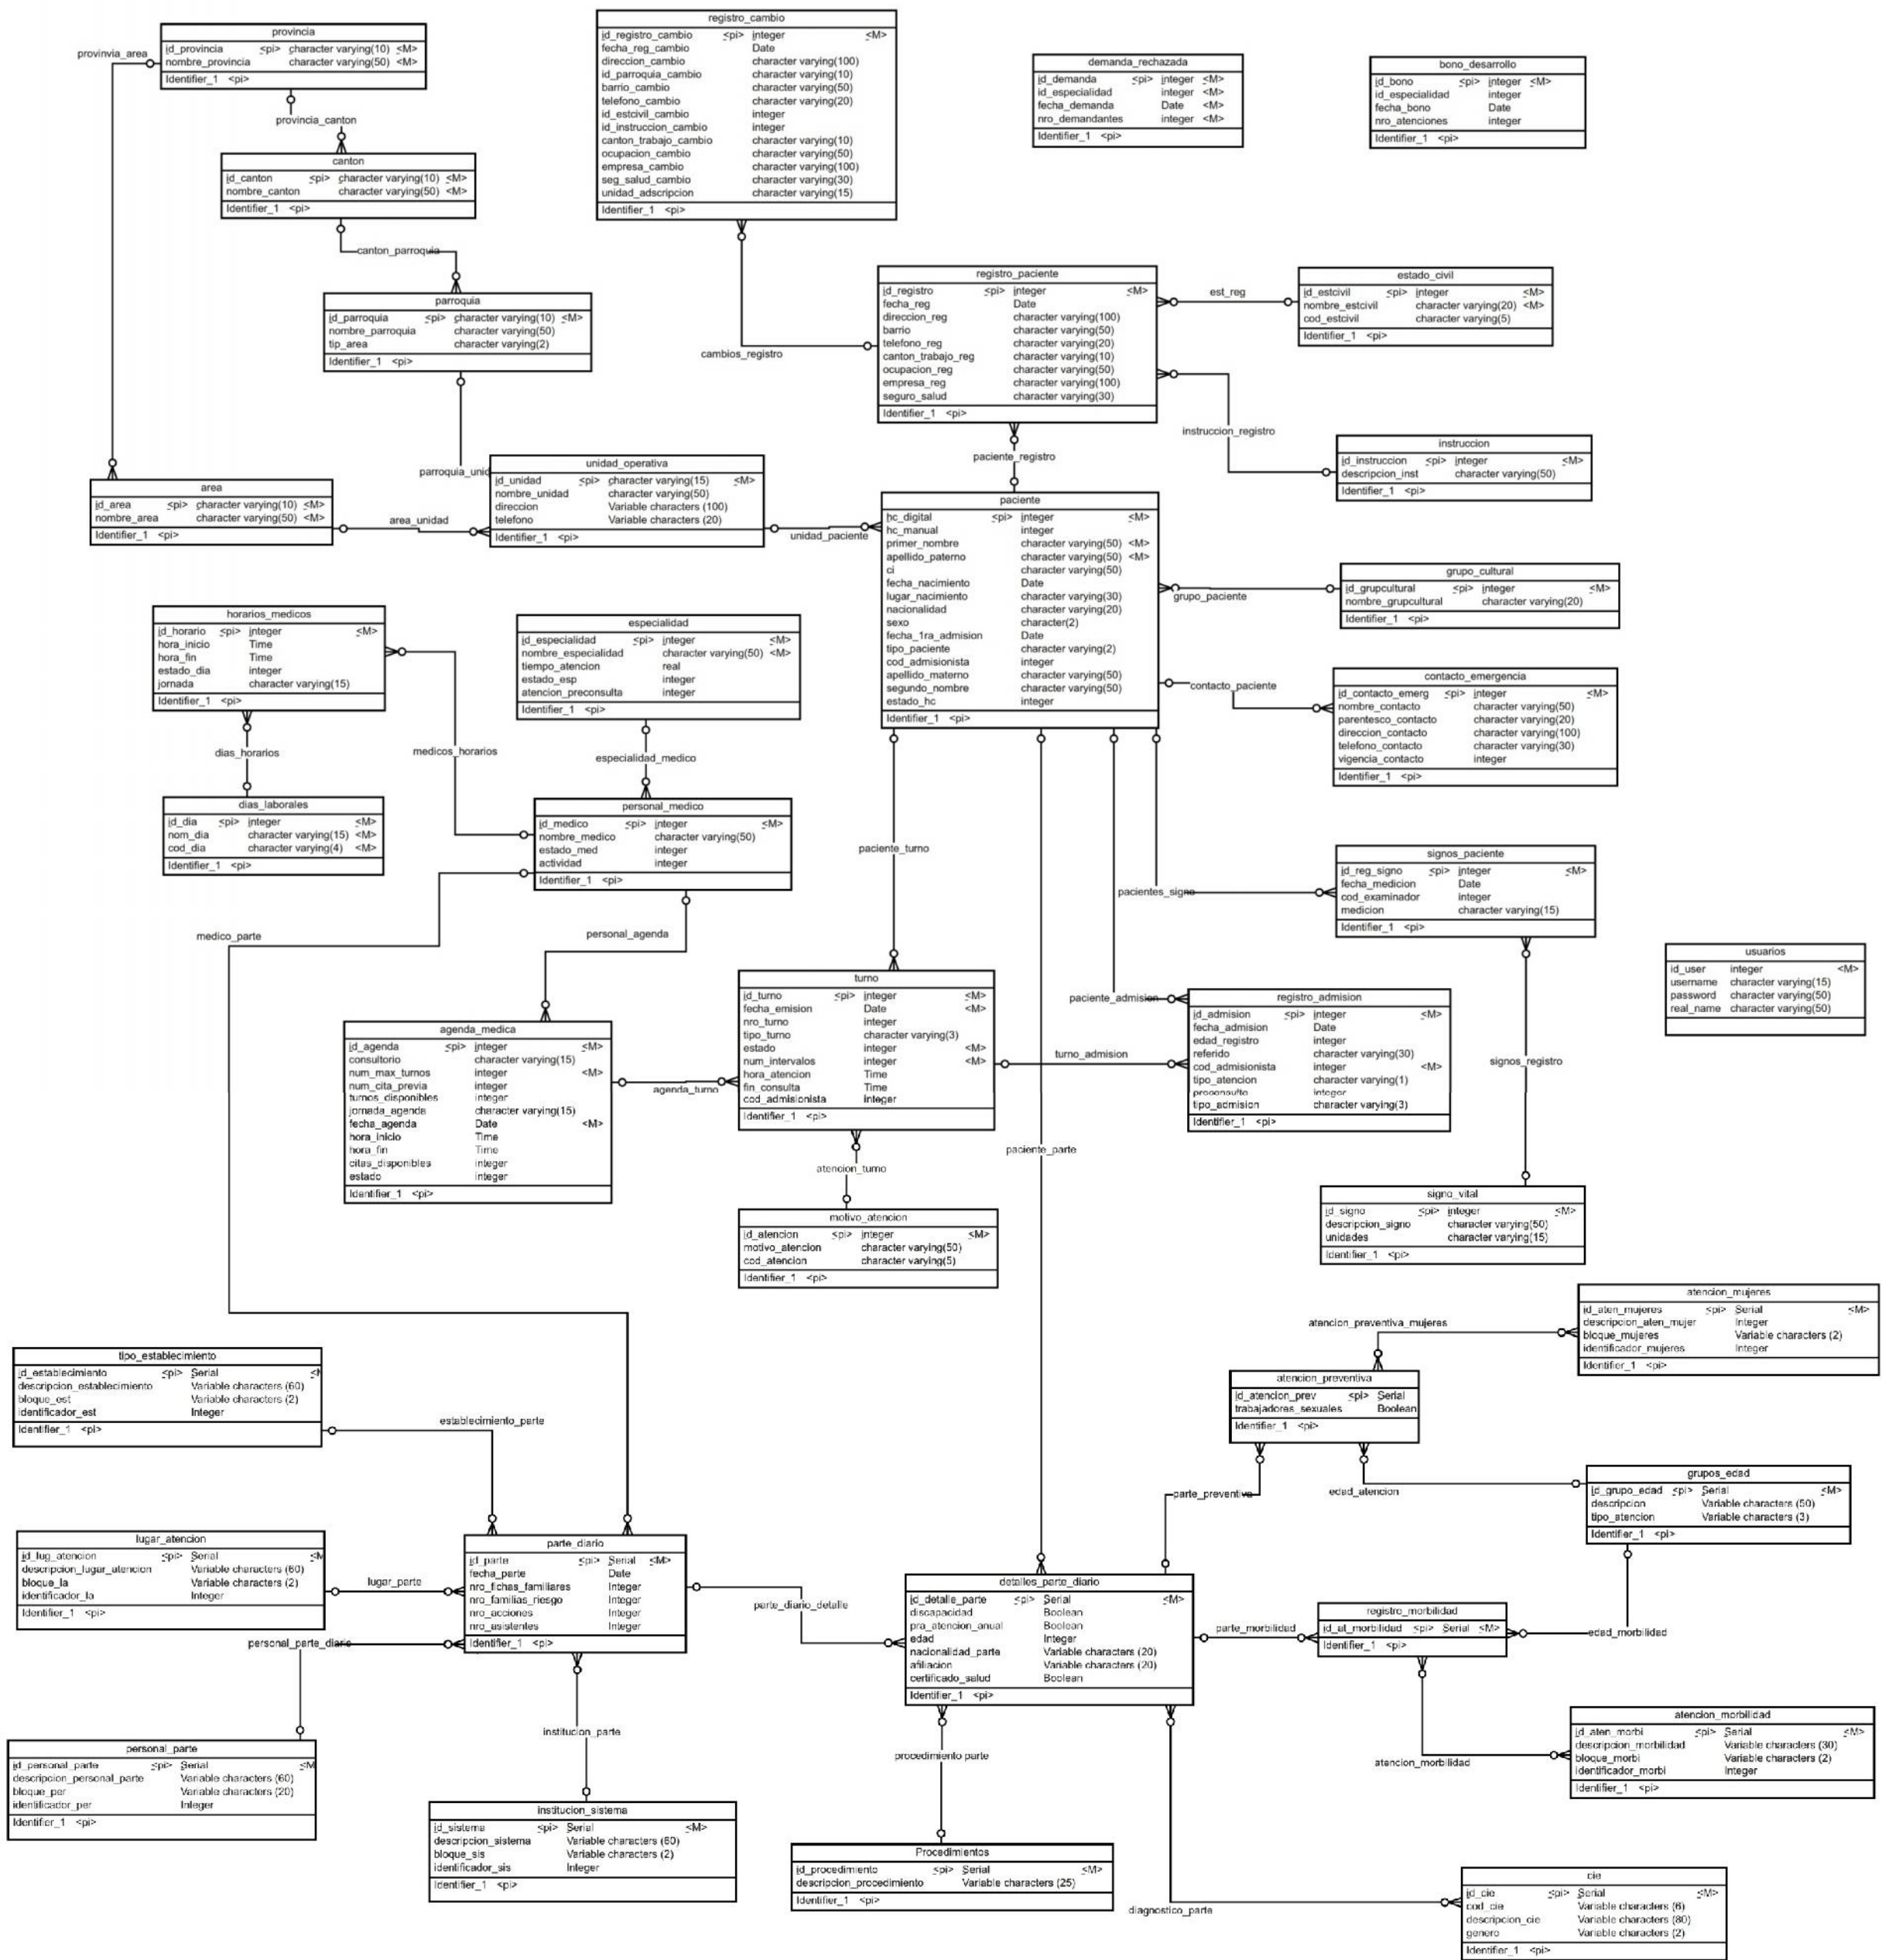 provincia
id_provincia <pi> character varying(10) <M>
nombre_provincia character varying(50) <M>
Identifier_1 <pi>
provinvia_area
provincia_canton
canton
id_canton <pi> character varying(10) <M>
nombre_canton character varying(50) <M>
Identifier_1 <pi>
canton_parroquia
parroquia
id_parroquia <pi> character varying(10) <M>
nombre_parroquia character varying(50)
tip_area character varying(2)
Identifier_1 <pi>
registro_cambio
id_registro_cambio <pi> integer <M>
fecha_reg_cambio Date
direccion_cambio character varying(100)
id_parroquia_cambio character varying(10)
barrio_cambio character varying(50)
telefono_cambio character varying(20)
id_estcivil_cambio integer
id_instruccion_cambio integer
canton_trabajo_cambio character varying(10)
ocupacion_cambio character varying(50)
empresa_cambio character varying(100)
seg_salud_cambio character varying(30)
unidad_adscripcion character varying(15)
Identifier_1 <pi>
demanda_rechazada
id_demanda <pi> integer <M>
id_especialidad integer <M>
fecha_demanda Date <M>
nro_demandantes integer <M>
Identifier_1 <pi>
bono_desarrollo
id_bono <pi> integer <M>
id_especialidad integer
fecha_bono Date
nro_atenciones integer
Identifier_1 <pi>
cambios_registro
registro_paciente
id_registro <pi> integer <M>
fecha_reg Date
direccion_reg character varying(100)
barrio character varying(50)
telefono_reg character varying(20)
canton_trabajo_reg character varying(10)
ocupacion_reg character varying(50)
empresa_reg character varying(100)
seguro_salud character varying(30)
Identifier_1 <pi>
est_reg
estado_civil
id_estcivil <pi> integer <M>
nombre_estcivil character varying(20) <M>
cod_estcivil character varying(5)
Identifier_1 <pi>
instruccion_registro
instruccion
id_instruccion <pi> integer <M>
descripcion_inst character varying(50)
Identifier_1 <pi>
paciente_registro
parroquia_unid
area
id_area <pi> character varying(10) <M>
nombre_area character varying(50) <M>
Identifier_1 <pi>
area_unidad
unidad_operativa
id_unidad <pi> character varying(15) <M>
nombre_unidad character varying(50)
direccion Variable characters (100)
telefono Variable characters (20)
Identifier_1 <pi>
unidad_paciente
paciente
hc_digital <pi> integer <M>
hc_manual integer
primer_nombre character varying(50) <M>
apellido_paterno character varying(50) <M>
ci character varying(50)
fecha_nacimiento Date
lugar_nacimiento character varying(30)
nacionalidad character varying(20)
sexo character(2)
fecha_1ra_admision Date
tipo_paciente character varying(2)
cod_admisionista integer
apellido_materno character varying(50)
segundo_nombre character varying(50)
estado_hc integer
Identifier_1 <pi>
grupo_paciente
grupo_cultural
id_grupcultural <pi> integer <M>
nombre_grupcultural character varying(20)
Identifier_1 <pi>
contacto_paciente
contacto_emergencia
id_contacto_emerg <pi> integer <M>
nombre_contacto character varying(50)
parentesco_contacto character varying(20)
direccion_contacto character varying(100)
telefono_contacto character varying(30)
vigencia_contacto integer
Identifier_1 <pi>
horarios_medicos
id_horario <pi> integer <M>
hora_inicio Time
hora_fin Time
estado_dia integer
jornada character varying(15)
Identifier_1 <pi>
dias_horarios
medicos_horarios
especialidad
id_especialidad <pi> integer <M>
nombre_especialidad character varying(50) <M>
tiempo_atencion real
estado_esp integer
atencion_preconsulta integer
Identifier_1 <pi>
especialidad_medico
dias_laborales
id_dia <pi> integer <M>
nom_dia character varying(15) <M>
cod_dia character varying(4) <M>
Identifier_1 <pi>
personal_medico
id_medico <pi> integer <M>
nombre_medico character varying(50)
estado_med integer
actividad integer
Identifier_1 <pi>
medico_parte
personal_agenda
paciente_turno
pacientes_signo
signos_paciente
id_reg_signo <pi> integer <M>
fecha_medicion Date
cod_examinador integer
medicion character varying(15)
Identifier_1 <pi>
usuarios
id_user integer <M>
username character varying(15)
password character varying(50)
real_name character varying(50)
agenda_medica
id_agenda <pi> integer <M>
consultorio character varying(15)
num_max_turnos integer <M>
num_cita_previa integer
turnos_disponibles integer
jornada_agenda character varying(15)
fecha_agenda Date <M>
hora_inicio Time
hora_fin Time
citas_disponibles integer
estado integer
Identifier_1 <pi>
agenda_turno
turno
id_turno <pi> integer <M>
fecha_emision Date <M>
nro_turno integer
tipo_turno character varying(3)
estado integer <M>
num_intervalos integer <M>
hora_atencion Time
fin_consulta Time
cod_admisionista integer
Identifier_1 <pi>
turno_admision
paciente_admision
registro_admision
id_admision <pi> integer <M>
fecha_admision Date
edad_registro integer
referido character varying(30)
cod_admisionista integer <M>
tipo_atencion character varying(1)
preconsulta integer
tipo_admision character varying(3)
Identifier_1 <pi>
signos_registro
atencion_turno
motivo_atencion
id_atencion <pi> integer <M>
motivo_atencion character varying(50)
cod_atencion character varying(5)
Identifier_1 <pi>
paciente_parte
signo_vital
id_signo <pi> integer <M>
descripcion_signo character varying(50)
unidades character varying(15)
Identifier_1 <pi>
atencion_preventiva_mujeres
atencion_mujeres
id_aten_mujeres <pi> Serial <M>
descripcion_aten_mujer Integer
bloque_mujeres Variable characters (2)
identificador_mujeres Integer
Identifier_1 <pi>
tipo_establecimiento
id_establecimiento <pi> Serial
descripcion_establecimiento Variable characters (60)
bloque_est Variable characters (2)
identificador_est Integer
Identifier_1 <pi>
establecimiento_parte
atencion_preventiva
id_atencion_prev <pi> Serial
trabajadores_sexuales Boolean
Identifier_1 <pi>
parte_preventiva
edad_atencion
grupos_edad
id_grupo_edad <pi> Serial <M>
descripcion Variable characters (50)
tipo_atencion Variable characters (3)
Identifier_1 <pi>
lugar_atencion
id_lug_atencion <pi> Serial <M
descripcion_lugar_atencion Variable characters (60)
bloque_la Variable characters (2)
identificador_la Integer
Identifier_1 <pi>
lugar_parte
personal_parte_diario
parte_diario
id_parte <pi> Serial <M>
fecha_parte Date
nro_fichas_familiares Integer
nro_familias_riesgo Integer
nro_acciones Integer
nro_asistentes Integer
Identifier_1 <pi>
parte_diario_detalle
detalles_parte_diario
id_detalle_parte <pi> Serial <M>
discapacidad Boolean
pra_atencion_anual Boolean
edad Integer
nacionalidad_parte Variable characters (20)
afiliacion Variable characters (20)
certificado_salud Boolean
Identifier_1 <pi>
parte_morbilidad
registro_morbilidad
id_at_morbilidad <pi> Serial <M>
Identifier_1 <pi>
edad_morbilidad
atencion_morbilidad
atencion_morbilidad
id_aten_morbi <pi> Serial <M>
descripcion_morbilidad Variable characters (30)
bloque_morbi Variable characters (2)
identificador_morbi Integer
Identifier_1 <pi>
personal_parte
id_personal_parte <pi> Serial <M
descripcion_personal_parte Variable characters (60)
bloque_per Variable characters (20)
identificador_per Integer
Identifier_1 <pi>
institucion_parte
institucion_sistema
id_sistema <pi> Serial <M>
descripcion_sistema Variable characters (60)
bloque_sis Variable characters (2)
identificador_sis Integer
Identifier_1 <pi>
procedimiento parte
Procedimientos
id_procedimiento <pi> Serial <M>
descripcion_procedimiento Variable characters (25)
Identifier_1 <pi>
diagnostico_parte
cie
id_cie <pi> Serial <M>
cod_cie Variable characters (6)
descripcion_cie Variable characters (80)
genero Variable characters (2)
Identifier_1 <pi>